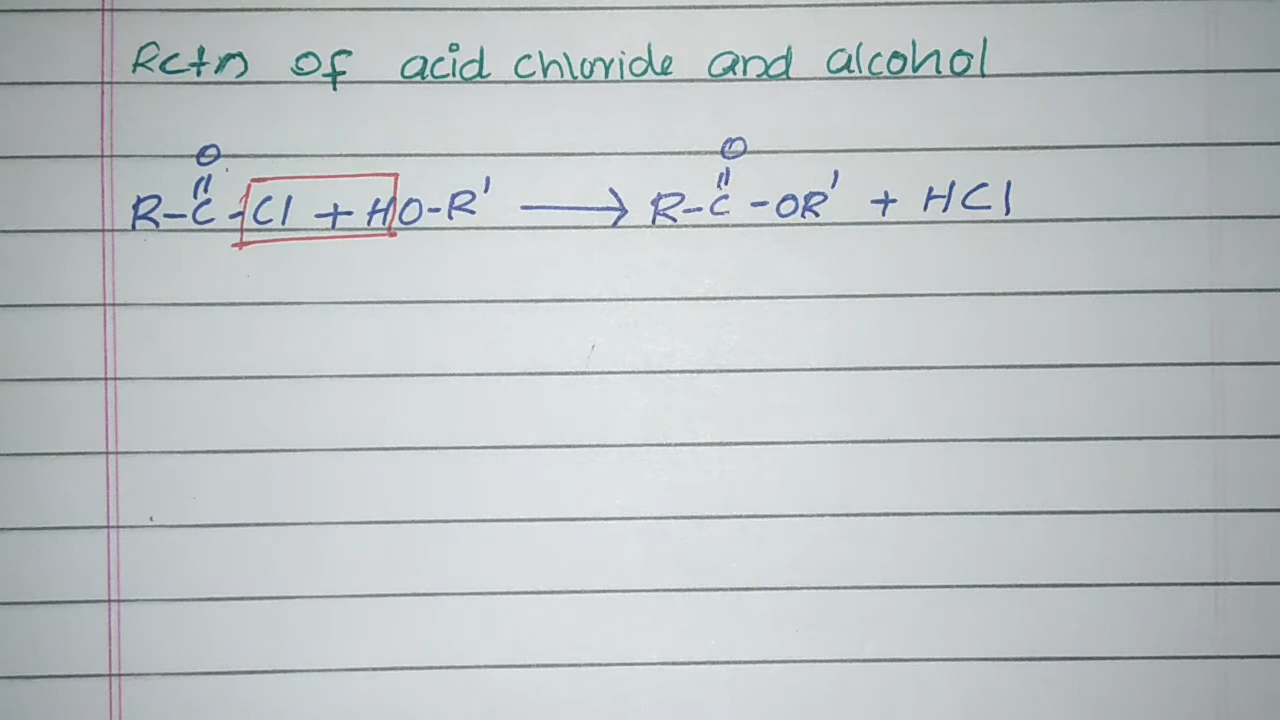 Rctn of acid chloride and alcohol
O O
||  ||
R-C-Cl + HO-R' ⟶ R-C-OR' + HCl